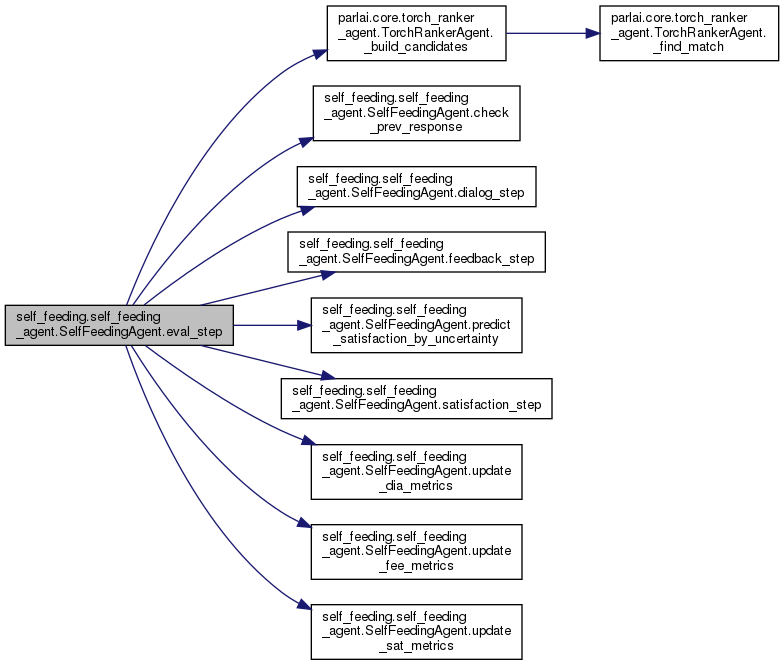 parlai.core.torch_ranker
_agent.TorchRankerAgent.
_build_candidates
parlai.core.torch_ranker
_agent.TorchRankerAgent.
_find_match
self_feeding.self_feeding
_agent.SelfFeedingAgent.check
_prev_response
self_feeding.self_feeding
_agent.SelfFeedingAgent.dialog_step
self_feeding.self_feeding
_agent.SelfFeedingAgent.feedback_step
self_feeding.self_feeding
_agent.SelfFeedingAgent.eval_step
self_feeding.self_feeding
_agent.SelfFeedingAgent.predict
_satisfaction_by_uncertainty
self_feeding.self_feeding
_agent.SelfFeedingAgent.satisfaction_step
self_feeding.self_feeding
_agent.SelfFeedingAgent.update
_dia_metrics
self_feeding.self_feeding
_agent.SelfFeedingAgent.update
_fee_metrics
self_feeding.self_feeding
_agent.SelfFeedingAgent.update
_sat_metrics